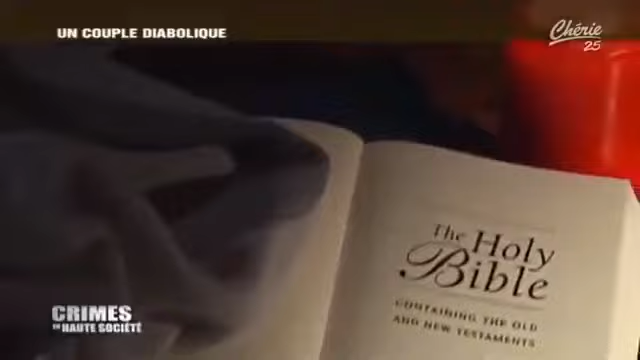 UN COUPLE DIABOLIQUE
Chérie
25
The Holy
Bible
CONTAINING THE OLD
AND NEW TESTAMENTS
CRIMES
EN HAUTE SOCIÉTÉ